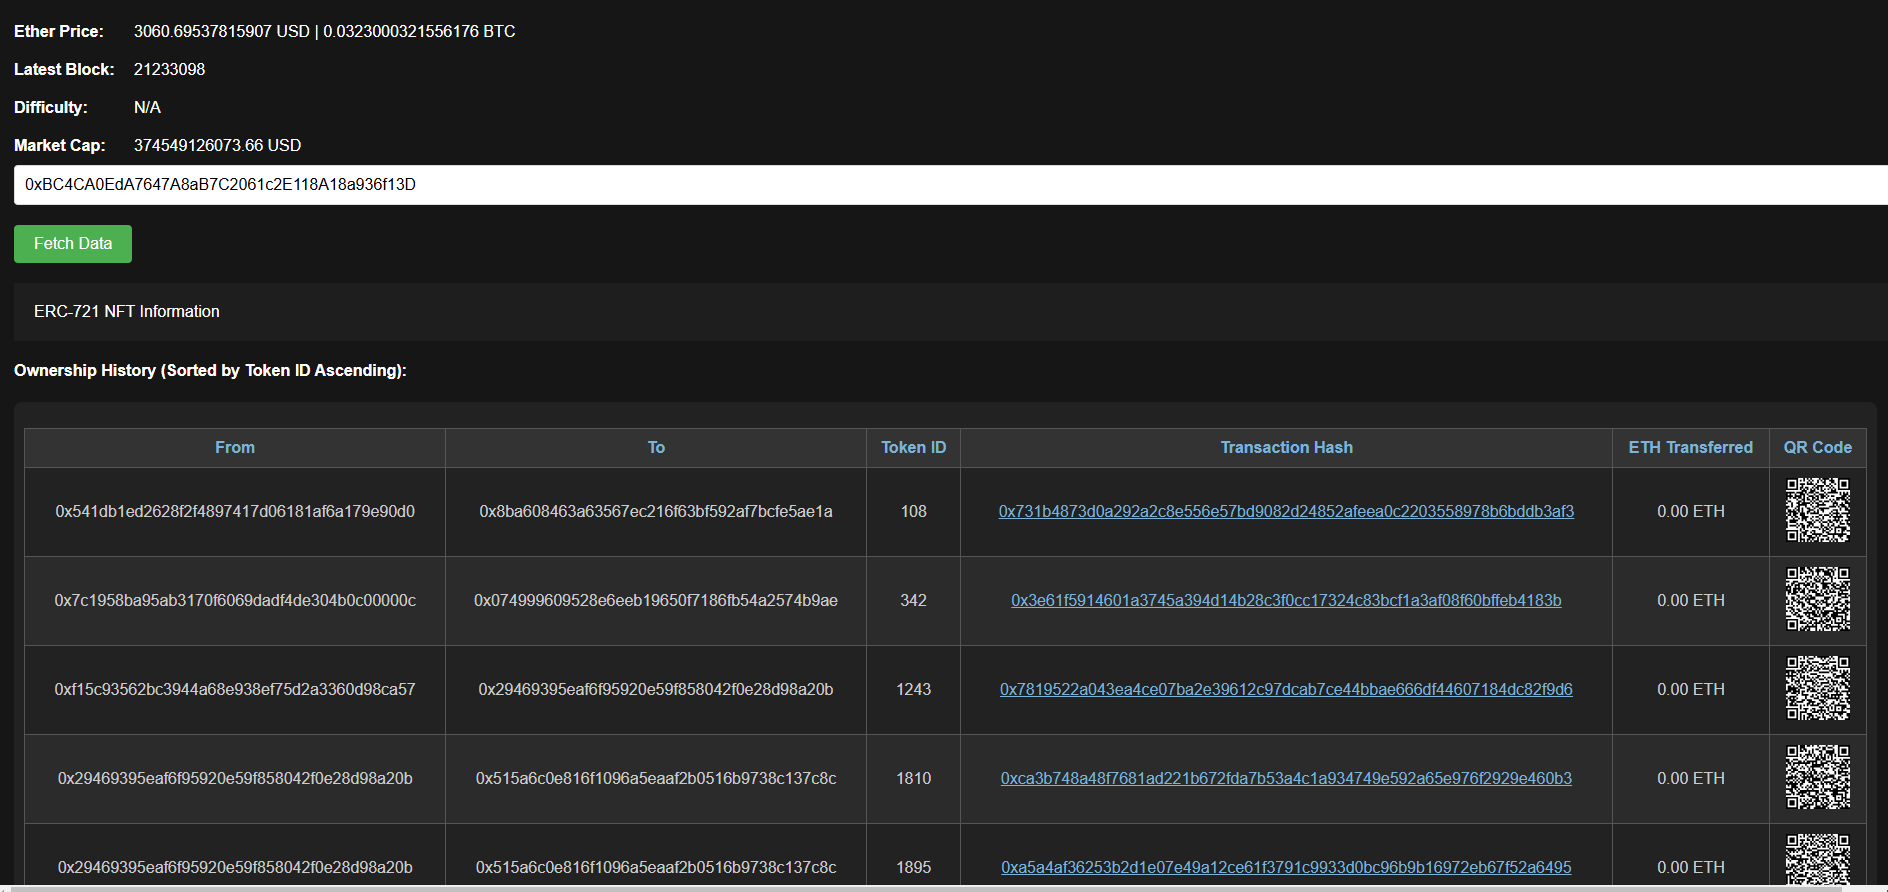 Ether Price: 3060.69537815907 USD | 0.0323000321556176 BTC
Latest Block: 21233098
Difficulty: N/A
Market Cap: 374549126073.66 USD
0xBC4CA0EdA7647A8aB7C2061c2E118A18a936f13D
Fetch Data
ERC-721 NFT Information
Ownership History (Sorted by Token ID Ascending):
From To Token ID Transaction Hash ETH Transferred QR Code
0x541db1ed2628f2f4897417d06181af6a179e90d0 0x8ba608463a63567ec216f63bf592af7bcfe5ae1a 108 0x731b4873d0a292a2c8e556e57bd9082d24852afeea0c2203558978b6bddb3af3 0.00 ETH
0x7c1958ba95ab3170f6069dadf4de304b0c00000c 0x074999609528e6eeb19650f7186fb54a2574b9ae 342 0x3e61f5914601a3745a394d14b28c3f0cc17324c83bcf1a3af08f60bffeb4183b 0.00 ETH
0xf15c93562bc3944a68e938ef75d2a3360d98ca57 0x29469395eaf6f95920e59f858042f0e28d98a20b 1243 0x7819522a043ea4ce07ba2e39612c97dcab7ce44bbae666df44607184dc82f9d6 0.00 ETH
0x29469395eaf6f95920e59f858042f0e28d98a20b 0x515a6c0e816f1096a5eaaf2b0516b9738c137c8c 1810 0xca3b748a48f7681ad221b672fda7b53a4c1a934749e592a65e976f2929e460b3 0.00 ETH
0x29469395eaf6f95920e59f858042f0e28d98a20b 0x515a6c0e816f1096a5eaaf2b0516b9738c137c8c 1895 0xa5a4af36253b2d1e07e49a12ce61f3791c9933d0bc96b9b16972eb67f52a6495 0.00 ETH